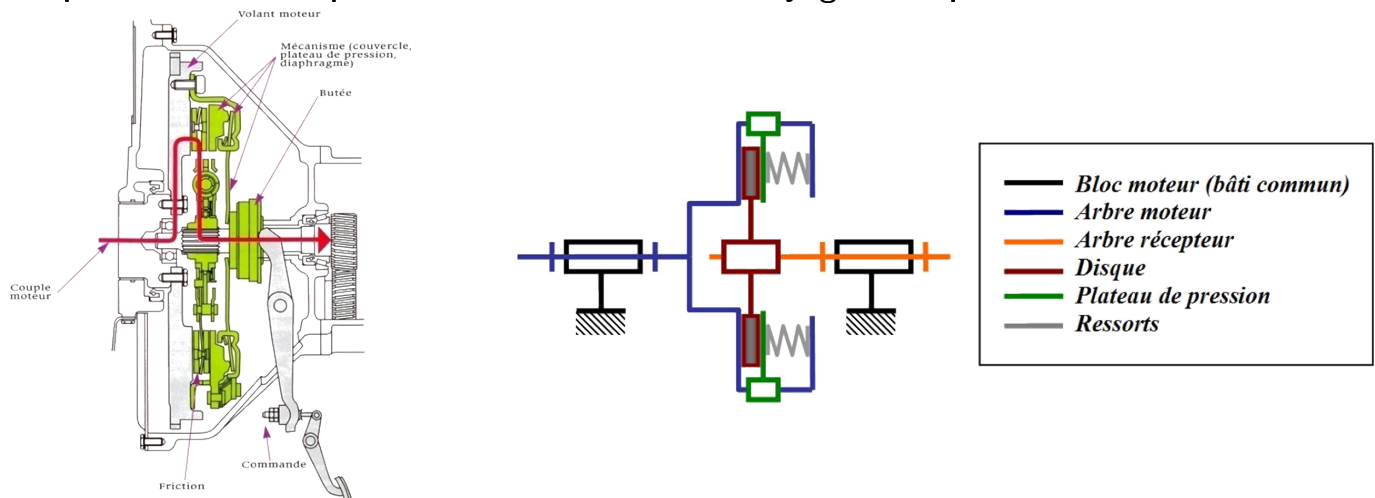 Volant moteur
Mécanisme (couvercle,
plateau de pression,
diaphragme)
Butée
Couple
moteur
Commande
Friction
Bloc moteur (bâti commun)
Arbre moteur
Arbre récepteur
Disque
Plateau de pression
Ressorts